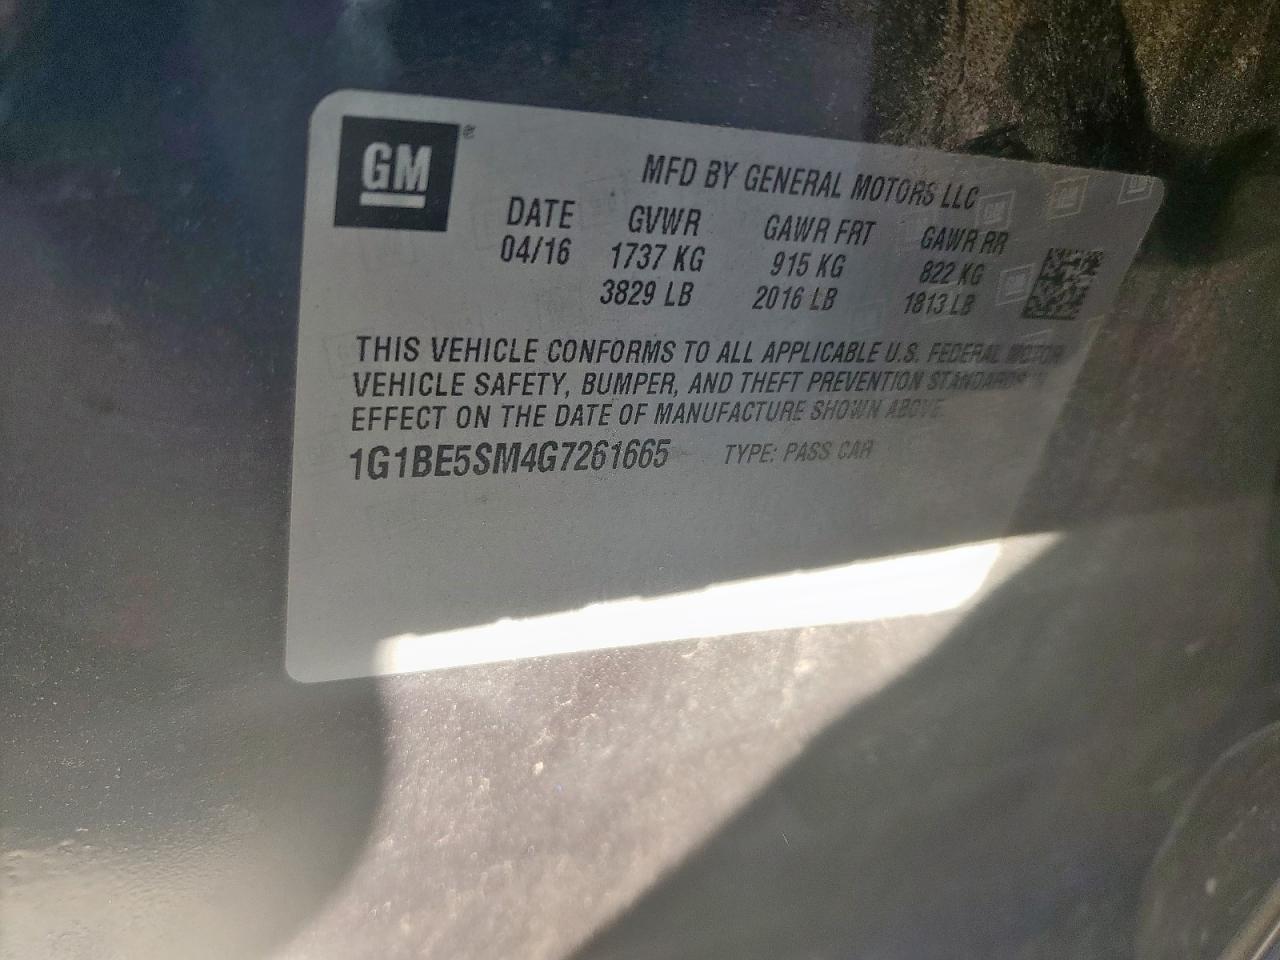 GM
MFD BY GENERAL MOTORS LLC
DATE GVWR GAWR FRT GAWR RR
04/16 1737 KG 915 KG 822 KG
3829 LB 2016 LB 1813 LB
THIS VEHICLE CONFORMS TO ALL APPLICABLE U.S. FEDERAL MOTOR
VEHICLE SAFETY, BUMPER, AND THEFT PREVENTION STANDARDS
EFFECT ON THE DATE OF MANUFACTURE SHOWN ABOVE.
1G1BE5SM4G7261665 TYPE: PASS CAR